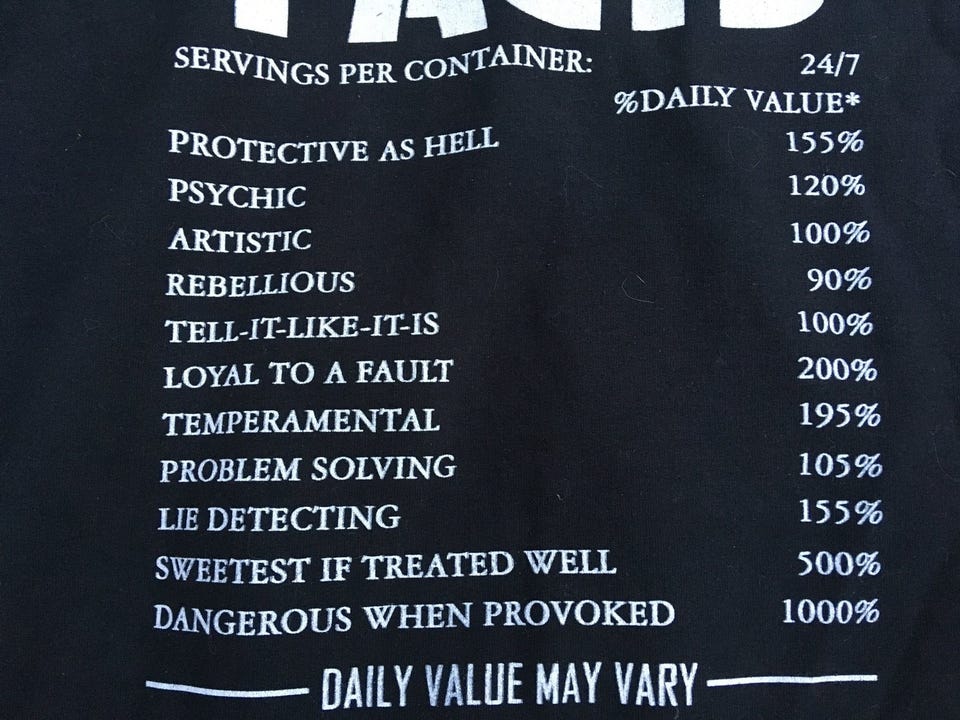 SERVINGS PER CONTAINER: 24/7
%DAILY VALUE*
PROTECTIVE AS HELL 155%
PSYCHIC 120%
ARTISTIC 100%
REBELLIOUS 90%
TELL-IT-LIKE-IT-IS 100%
LOYAL TO A FAULT 200%
TEMPERAMENTAL 195%
PROBLEM SOLVING 105%
LIE DETECTING 155%
SWEETEST IF TREATED WELL 500%
DANGEROUS WHEN PROVOKED 1000%
DAILY VALUE MAY VARY